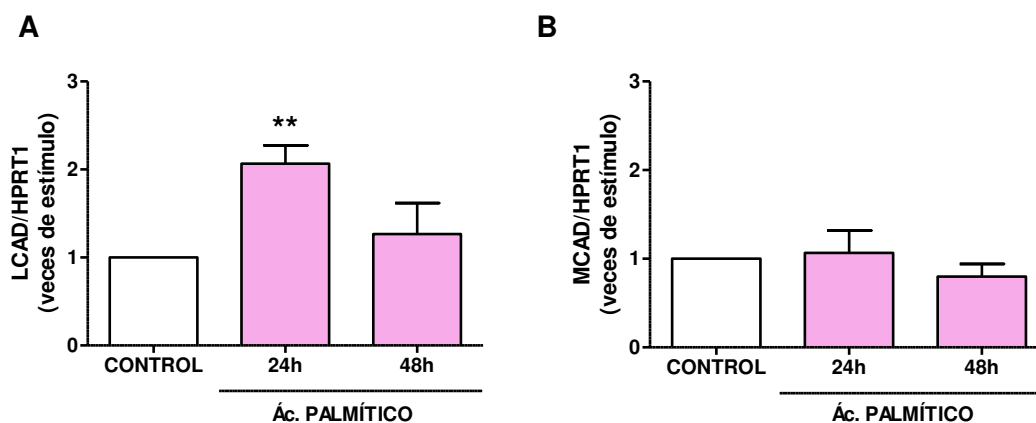 A
LCAD/HPRT1
(veces de estímulo)
3
2
1
0
**
CONTROL
24h
48h
Ác. PALMÍTICO
B
MCAD/HPRT1
(veces de estímulo)
3
2
1
0
CONTROL
24h
48h
Ác. PALMÍTICO